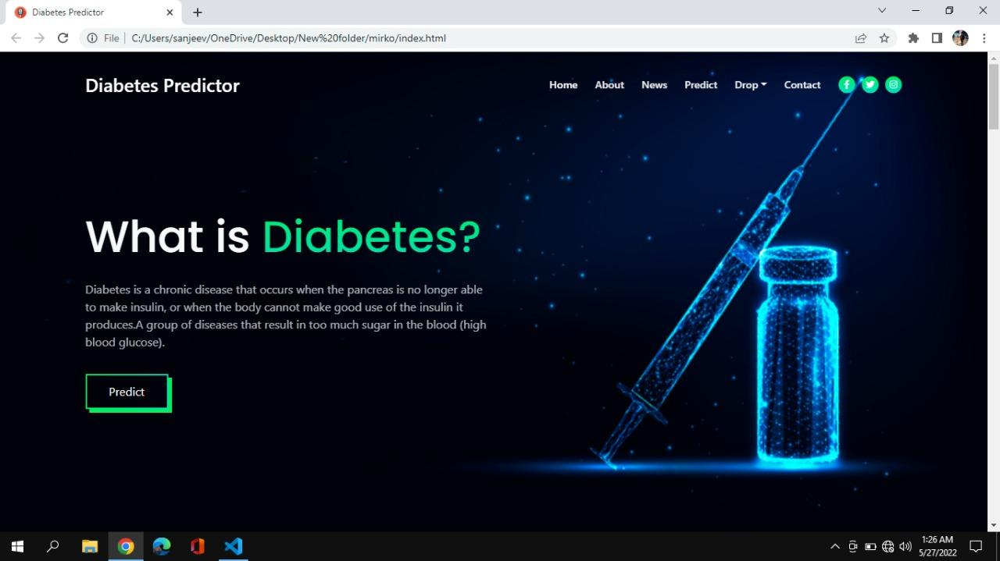 Diabetes Predictor
File
C:/Users/sanjeev/OneDrive/Desktop/New%20folder/mirko/index.html
Diabetes Predictor
Home About News Predict Drop Contact
What is Diabetes?
Diabetes is a chronic disease that occurs when the pancreas is no longer able
to make insulin, or when the body cannot make good use of the insulin it
produces.A group of diseases that result in too much sugar in the blood (high
blood glucose).
Predict
1:26 AM
5/27/2022